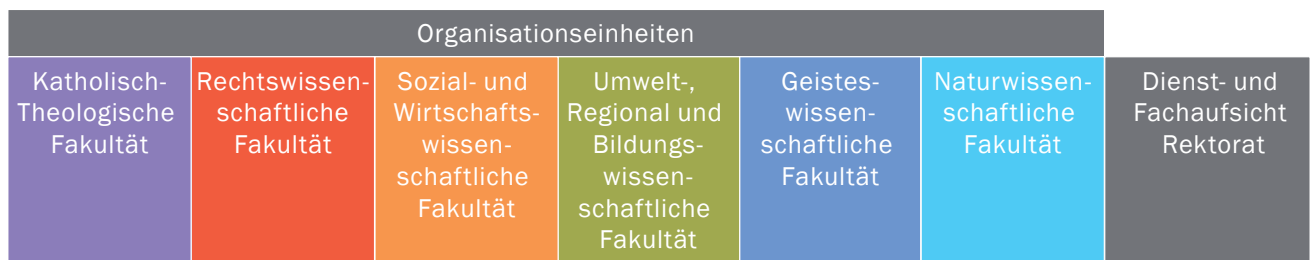 Organisationseinheiten
Katholisch-
Theologische
Fakultät
Rechtswissen-
schaftliche
Fakultät
Sozial- und
Wirtschafts-
wissen-
schaftliche
Fakultät
Umwelt-,
Regional und
Bildungs-
wissen-
schaftliche
Fakultät
Geistes-
wissen-
schaftliche
Fakultät
Naturwissen-
schaftliche
Fakultät
Dienst- und
Fachaufsicht
Rektorat